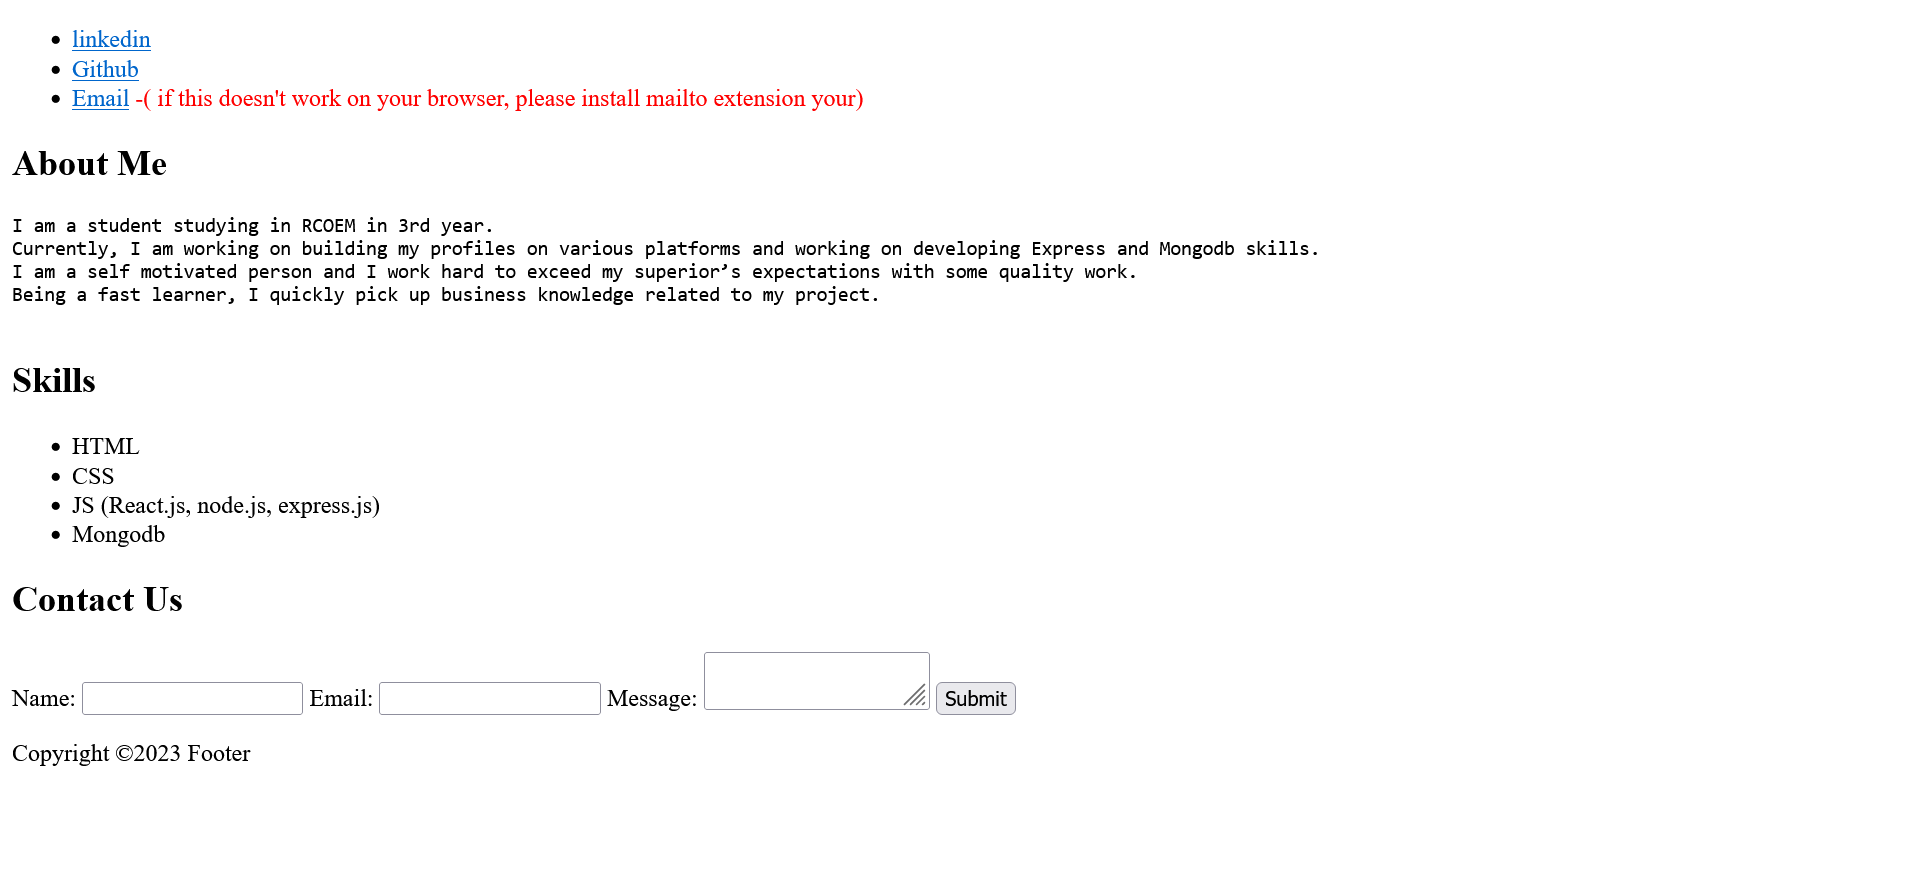 linkedin
Github
Email -( if this doesn't work on your browser, please install mailto extension your)
About Me
I am a student studying in RCOEM in 3rd year.
Currently, I am working on building my profiles on various platforms and working on developing Express and Mongodb skills.
I am a self motivated person and I work hard to exceed my superior’s expectations with some quality work.
Being a fast learner, I quickly pick up business knowledge related to my project.
Skills
HTML
CSS
JS (React.js, node.js, express.js)
Mongodb
Contact Us
Name: Email: Message: Submit
Copyright ©2023 Footer